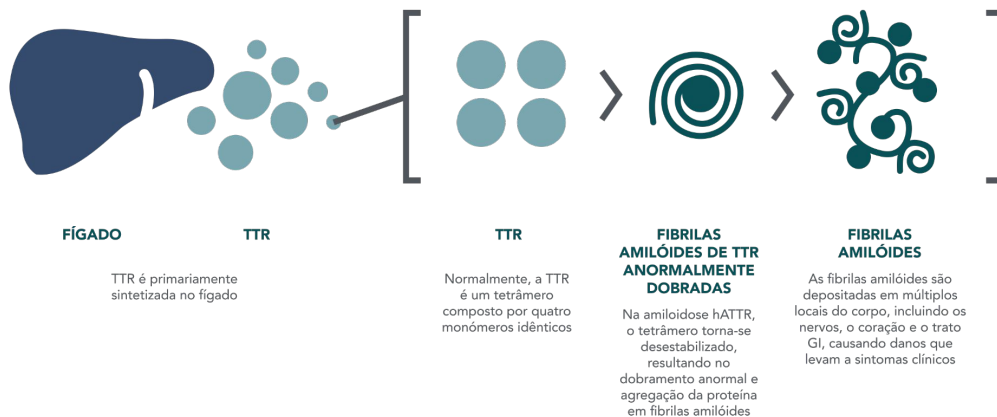 FÍGADO
TTR
TTR é primariamente
sintetizada no fígado
TTR
Normalmente, a TTR
é um tetrâmero
composto por quatro
monómeros idênticos
FIBRILAS
AMILÓIDES DE TTR
ANORMALMENTE
DOBRADAS
Na amiloidose hATTR,
o tetrâmero torna-se
desestabilizado,
resultando no
dobramento anormal e
agregação da proteína
em fibrilas amilóides
FIBRILAS
AMILÓIDES
As fibrilas amilóides são
depositadas em múltiplos
locais do corpo, incluindo os
nervos, o coração e o trato
GI, causando danos que
levam a sintomas clínicos